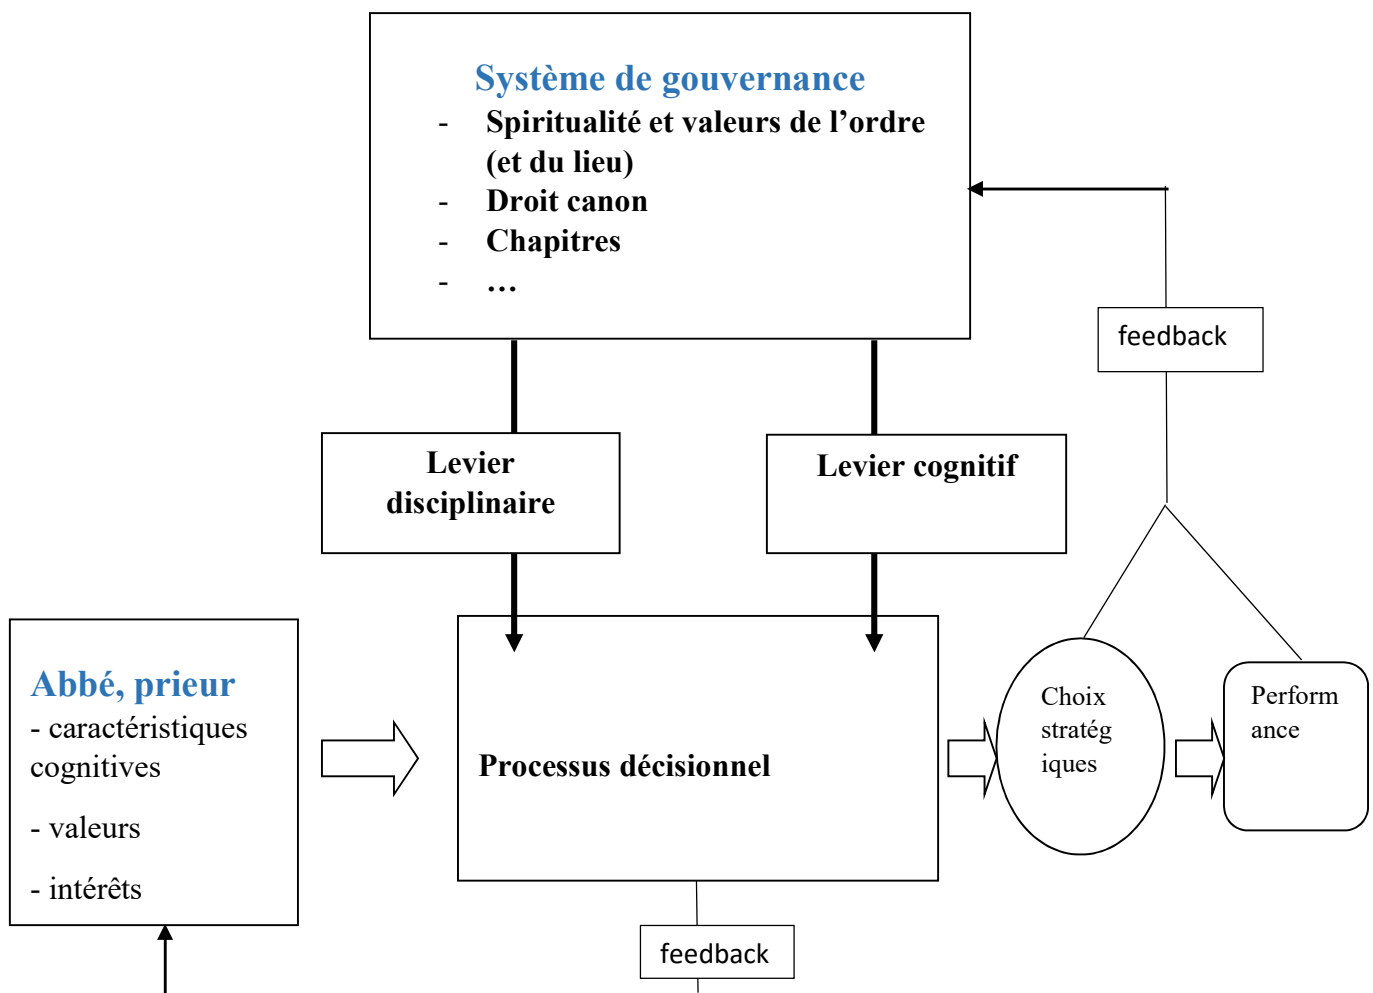 Système de gouvernance
- Spiritualité et valeurs de l’ordre
(et du lieu)
- Droit canon
- Chapitres
- …
feedback
Levier
disciplinaire
Levier cognitif
Abbé, prieur
- caractéristiques
cognitives
- valeurs
- intérêts
Processus décisionnel
Choix
stratég
iques
Perform
ance
feedback